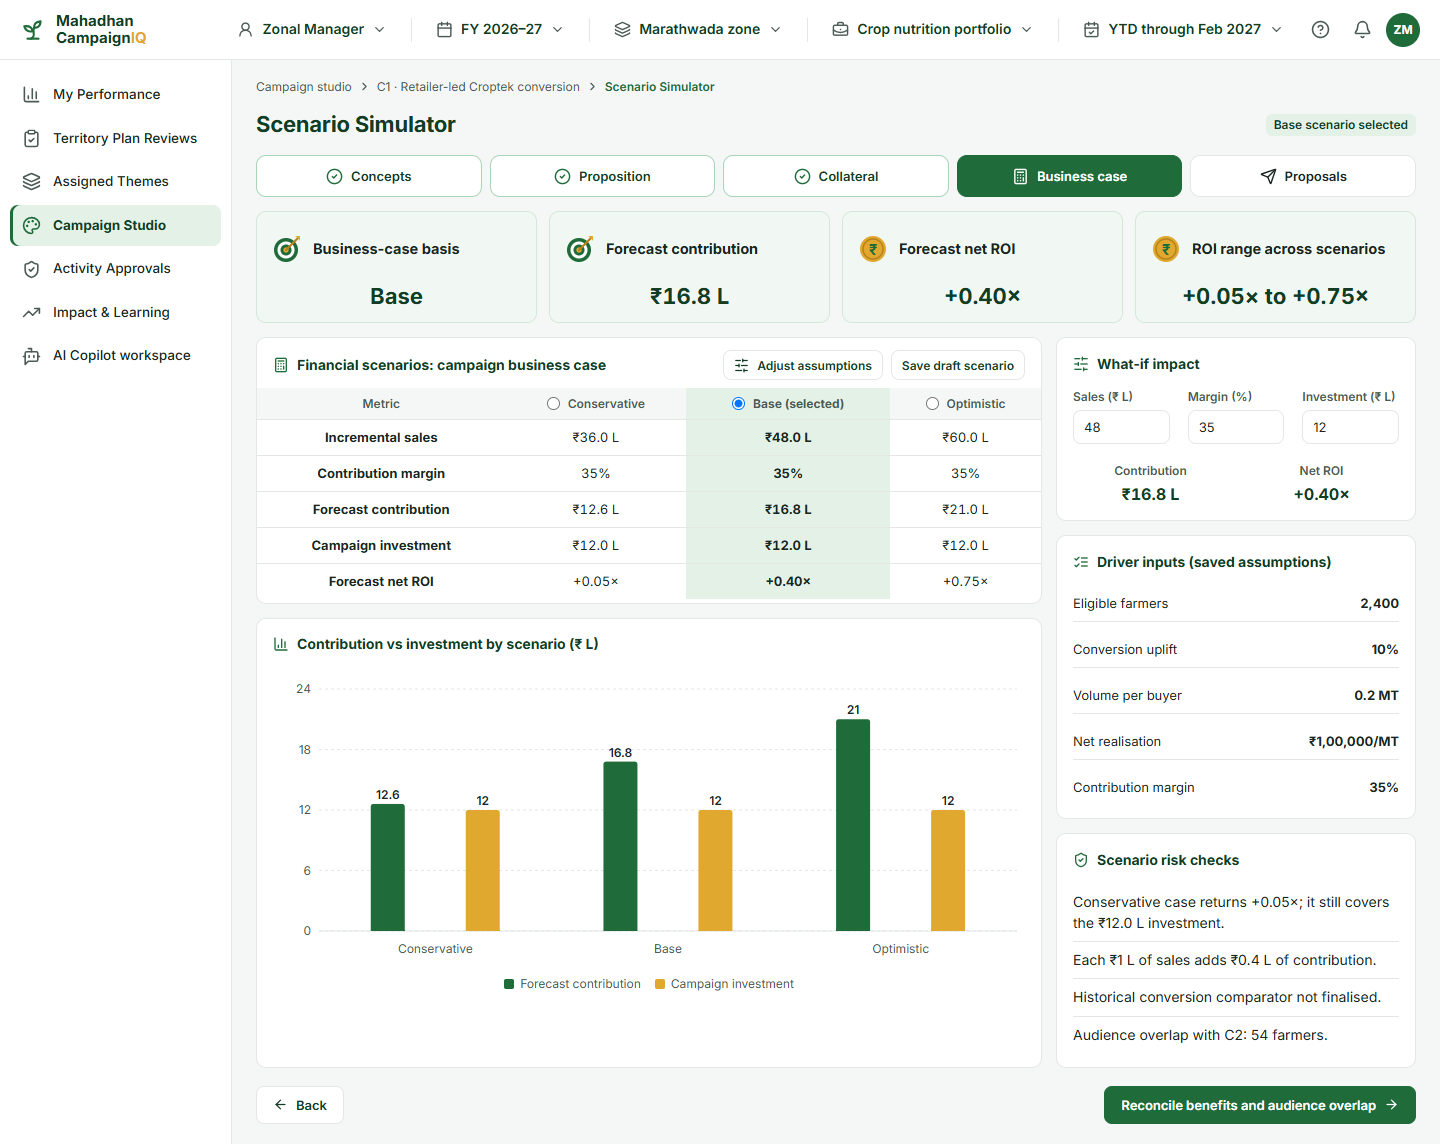 Mahadhan
CampaignIQ
Zonal Manager
FY 2026–27
Marathwada zone
Crop nutrition portfolio
YTD through Feb 2027
ZM
My Performance
Territory Plan Reviews
Assigned Themes
Campaign Studio
Activity Approvals
Impact & Learning
AI Copilot workspace
Campaign studio > C1 · Retailer-led Croptek conversion > Scenario Simulator
Scenario Simulator
Base scenario selected
Concepts
Proposition
Collateral
Business case
Proposals
Business-case basis
Base
Forecast contribution
₹16.8 L
Forecast net ROI
+0.40×
ROI range across scenarios
+0.05× to +0.75×
Financial scenarios: campaign business case
Adjust assumptions
Save draft scenario
Metric Conservative Base (selected) Optimistic
Incremental sales ₹36.0 L ₹48.0 L ₹60.0 L
Contribution margin 35% 35% 35%
Forecast contribution ₹12.6 L ₹16.8 L ₹21.0 L
Campaign investment ₹12.0 L ₹12.0 L ₹12.0 L
Forecast net ROI +0.05× +0.40× +0.75×
Contribution vs investment by scenario (₹ L)
24
18
12
6
0
12.6
12
16.8
12
21
12
Conservative
Base
Optimistic
Forecast contribution
Campaign investment
What-if impact
Sales (₹ L) Margin (%) Investment (₹ L)
48 35 12
Contribution Net ROI
₹16.8 L +0.40×
Driver inputs (saved assumptions)
Eligible farmers 2,400
Conversion uplift 10%
Volume per buyer 0.2 MT
Net realisation ₹1,00,000/MT
Contribution margin 35%
Scenario risk checks
Conservative case returns +0.05×; it still covers
the ₹12.0 L investment.
Each ₹1 L of sales adds ₹0.4 L of contribution.
Historical conversion comparator not finalised.
Audience overlap with C2: 54 farmers.
Back
Reconcile benefits and audience overlap